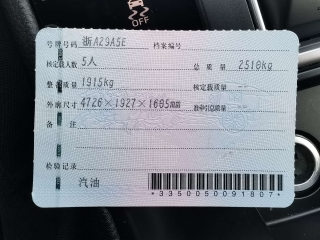 OFF
号牌号码 浙AZ9A5E 档案编号
核定载人数 5人 总质量 2510kg
整备质量 1915kg 核定载质量 --
外廓尺寸 4726×1927×1695mm 准牵引总质量 --
备注
检验记录
汽油
*3350050091807*